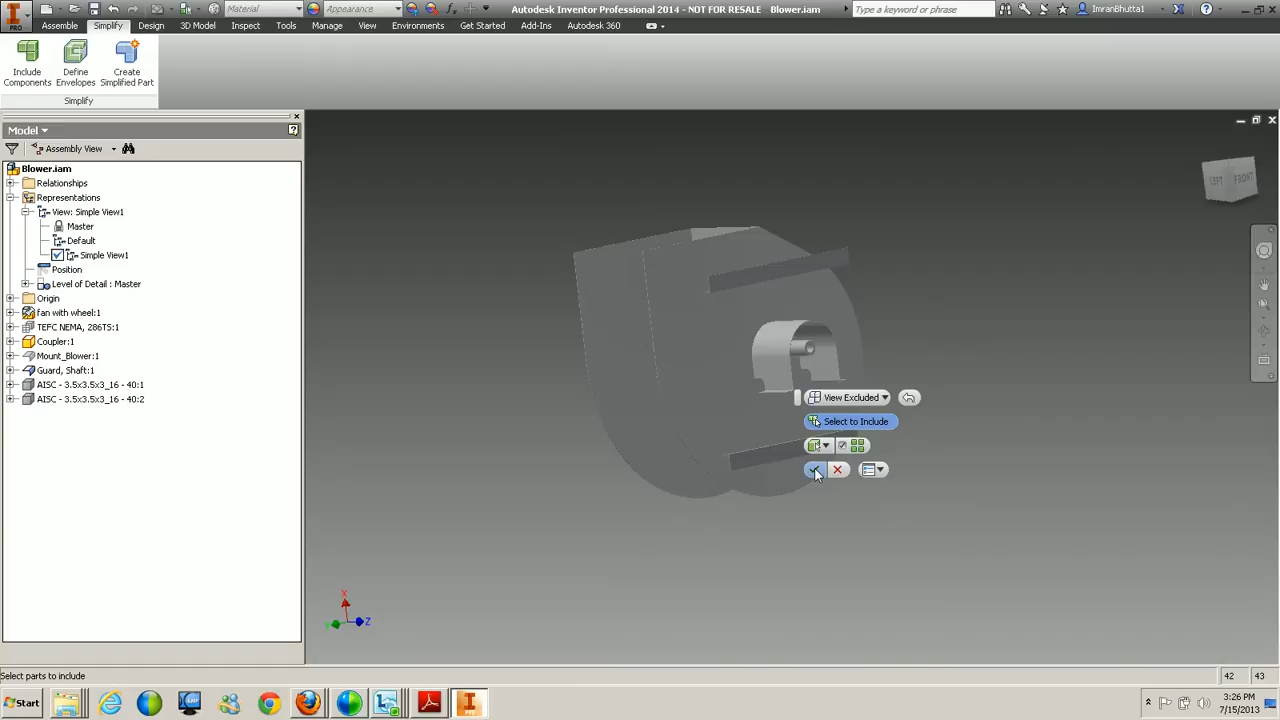 Material
Appearance
Autodesk Inventor Professional 2014 - NOT FOR RESALE Blower.iam
Type a keyword or phrase
ImranBhutta1
PRO
Assemble
Simplify
Design
3D Model
Inspect
Tools
Manage
View
Environments
Get Started
Add-Ins
Autodesk 360
Include Components
Define Envelopes
Create Simplified Part
Simplify
Model
Assembly View
Blower.iam
Relationships
Representations
View: Simple View1
Master
Default
Simple View1
Position
Level of Detail : Master
Origin
fan with wheel:1
TEFC NEMA, 286TS:1
Coupler:1
Mount_Blower:1
Guard, Shaft:1
AISC - 3.5x3.5x3_16 - 40:1
AISC - 3.5x3.5x3_16 - 40:2
LEFT
FRONT
View Excluded
Select to Include
X
Z
Select parts to include
42
43
Start
3:26 PM
7/15/2013